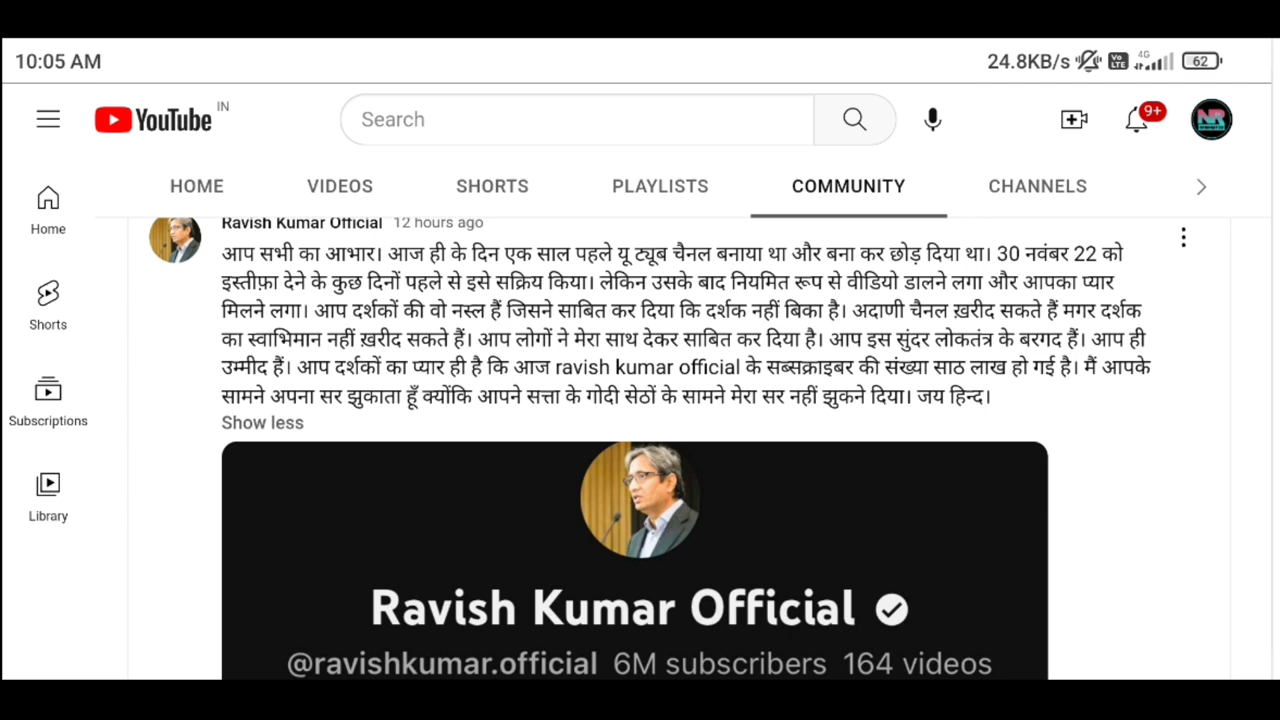 10:05 AM 24.8KB/s Vo LTE 4G 62
YouTube IN Search 9+ NR
HOME VIDEOS SHORTS PLAYLISTS COMMUNITY CHANNELS
Home
Shorts
Subscriptions
Library
Ravish Kumar Official 12 hours ago
आप सभी का आभार। आज ही के दिन एक साल पहले यू ट्यूब चैनल बनाया था और बना कर छोड़ दिया था। 30 नवंबर 22 को
इस्तीफ़ा देने के कुछ दिनों पहले से इसे सक्रिय किया। लेकिन उसके बाद नियमित रूप से वीडियो डालने लगा और आपका प्यार
मिलने लगा। आप दर्शकों की वो नस्ल हैं जिसने साबित कर दिया कि दर्शक नहीं बिका है। अदाणी चैनल ख़रीद सकते हैं मगर दर्शक
का स्वाभिमान नहीं ख़रीद सकते हैं। आप लोगों ने मेरा साथ देकर साबित कर दिया है। आप इस सुंदर लोकतंत्र के बरगद हैं। आप ही
उम्मीद हैं। आप दर्शकों का प्यार ही है कि आज ravish kumar official के सब्सक्राइबर की संख्या साठ लाख हो गई है। मैं आपके
सामने अपना सर झुकाता हूँ क्योंकि आपने सत्ता के गोदी सेठों के सामने मेरा सर नहीं झुकने दिया। जय हिन्द।
Show less
Ravish Kumar Official
@ravishkumar.official 6M subscribers 164 videos